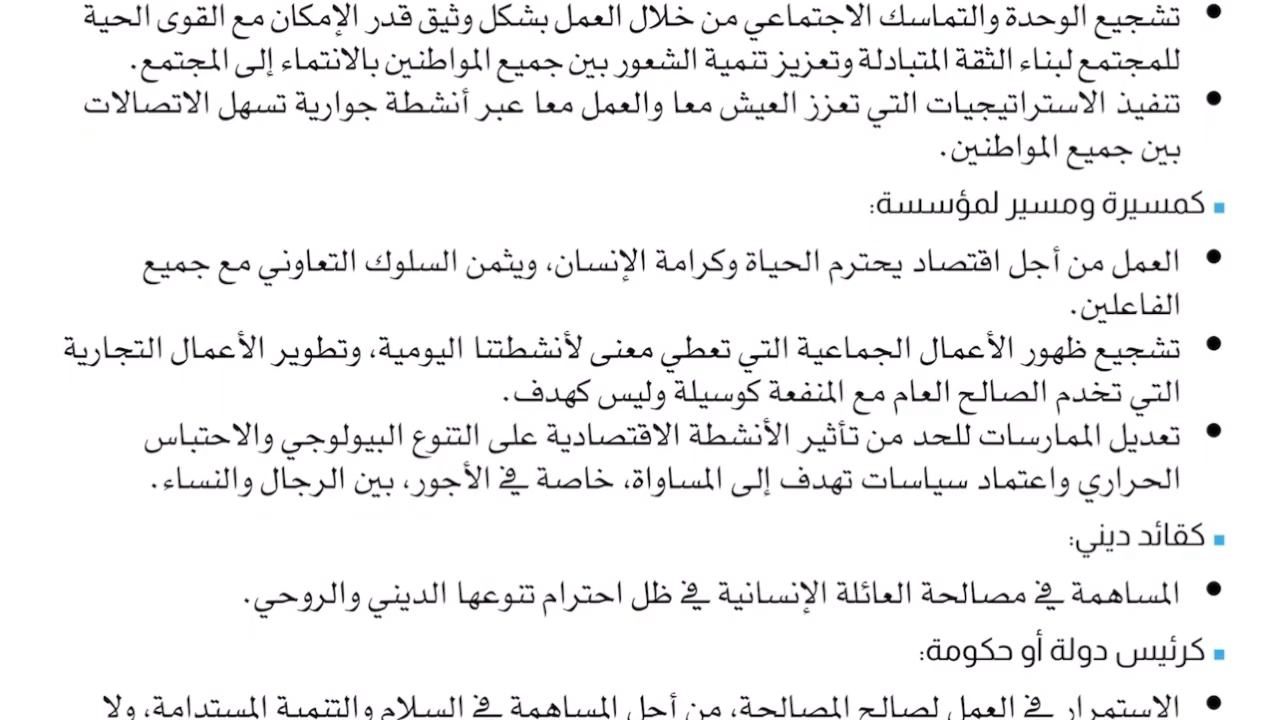 • تشجيع الوحدة والتماسك الاجتماعي من خلال العمل بشكل وثيق قدر الإمكان مع القوى الحية
للمجتمع لبناء الثقة المتبادلة وتعزيز تنمية الشعور بين جميع المواطنين بالانتماء إلى المجتمع.
• تنفيذ الاستراتيجيات التي تعزز العيش معا والعمل معا عبر أنشطة جوارية تسهل الاتصالات
بين جميع المواطنين.
▪ كمسيرة ومسير لمؤسسة:
• العمل من أجل اقتصاد يحترم الحياة وكرامة الإنسان، ويثمن السلوك التعاوني مع جميع
الفاعلين.
• تشجيع ظهور الأعمال الجماعية التي تعطي معنى لأنشطتنا اليومية، وتطوير الأعمال التجارية
التي تخدم الصالح العام مع المنفعة كوسيلة وليس كهدف.
• تعديل الممارسات للحد من تأثير الأنشطة الاقتصادية على التنوع البيولوجي والاحتباس
الحراري واعتماد سياسات تهدف إلى المساواة، خاصة في الأجور، بين الرجال والنساء.
▪ كقائد ديني:
• المساهمة في مصالحة العائلة الإنسانية في ظل احترام تنوعها الديني والروحي.
▪ كرئيس دولة أو حكومة:
• الاستمرار في العمل لصالح المصالحة، من أجل المساهمة في السلام والتنمية المستدامة، ولا